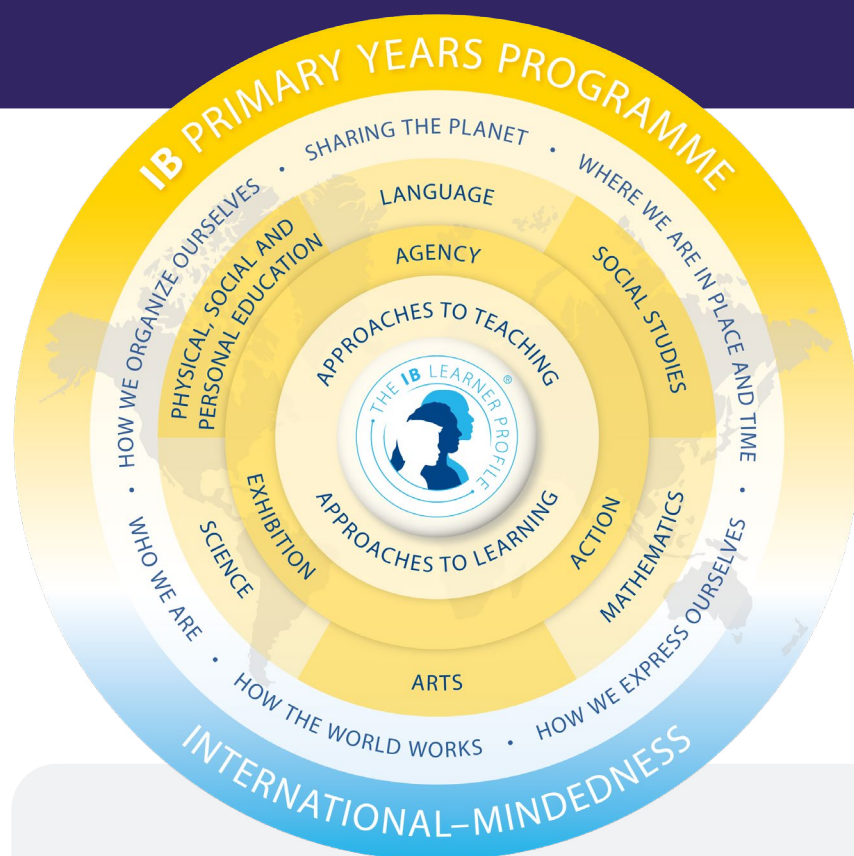 IB PRIMARY YEARS PROGRAMME
SHARING THE PLANET
•
WHERE WE ARE IN PLACE AND TIME
•
HOW WE EXPRESS OURSELVES
•
HOW THE WORLD WORKS
•
WHO WE ARE
•
HOW WE ORGANIZE OURSELVES
•
LANGUAGE
SOCIAL STUDIES
MATHEMATICS
ARTS
SCIENCE
PHYSICAL, SOCIAL AND
PERSONAL EDUCATION
AGENCY
ACTION
EXHIBITION
APPROACHES TO TEACHING
APPROACHES TO LEARNING
THE IB LEARNER PROFILE ®
INTERNATIONAL–MINDEDNESS